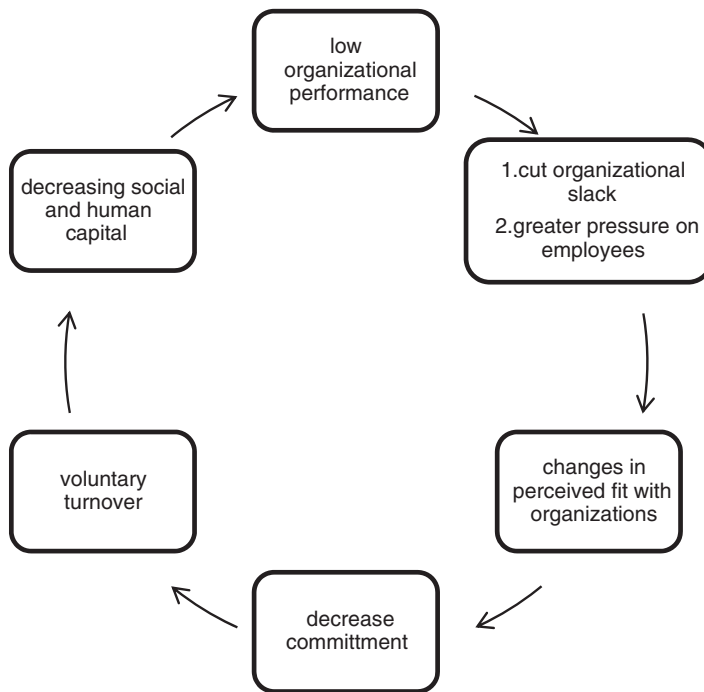 low
organizational
performance
1.cut organizational
slack
2.greater pressure on
employees
changes in
perceived fit with
organizations
decrease
committment
voluntary
turnover
decreasing social
and human
capital